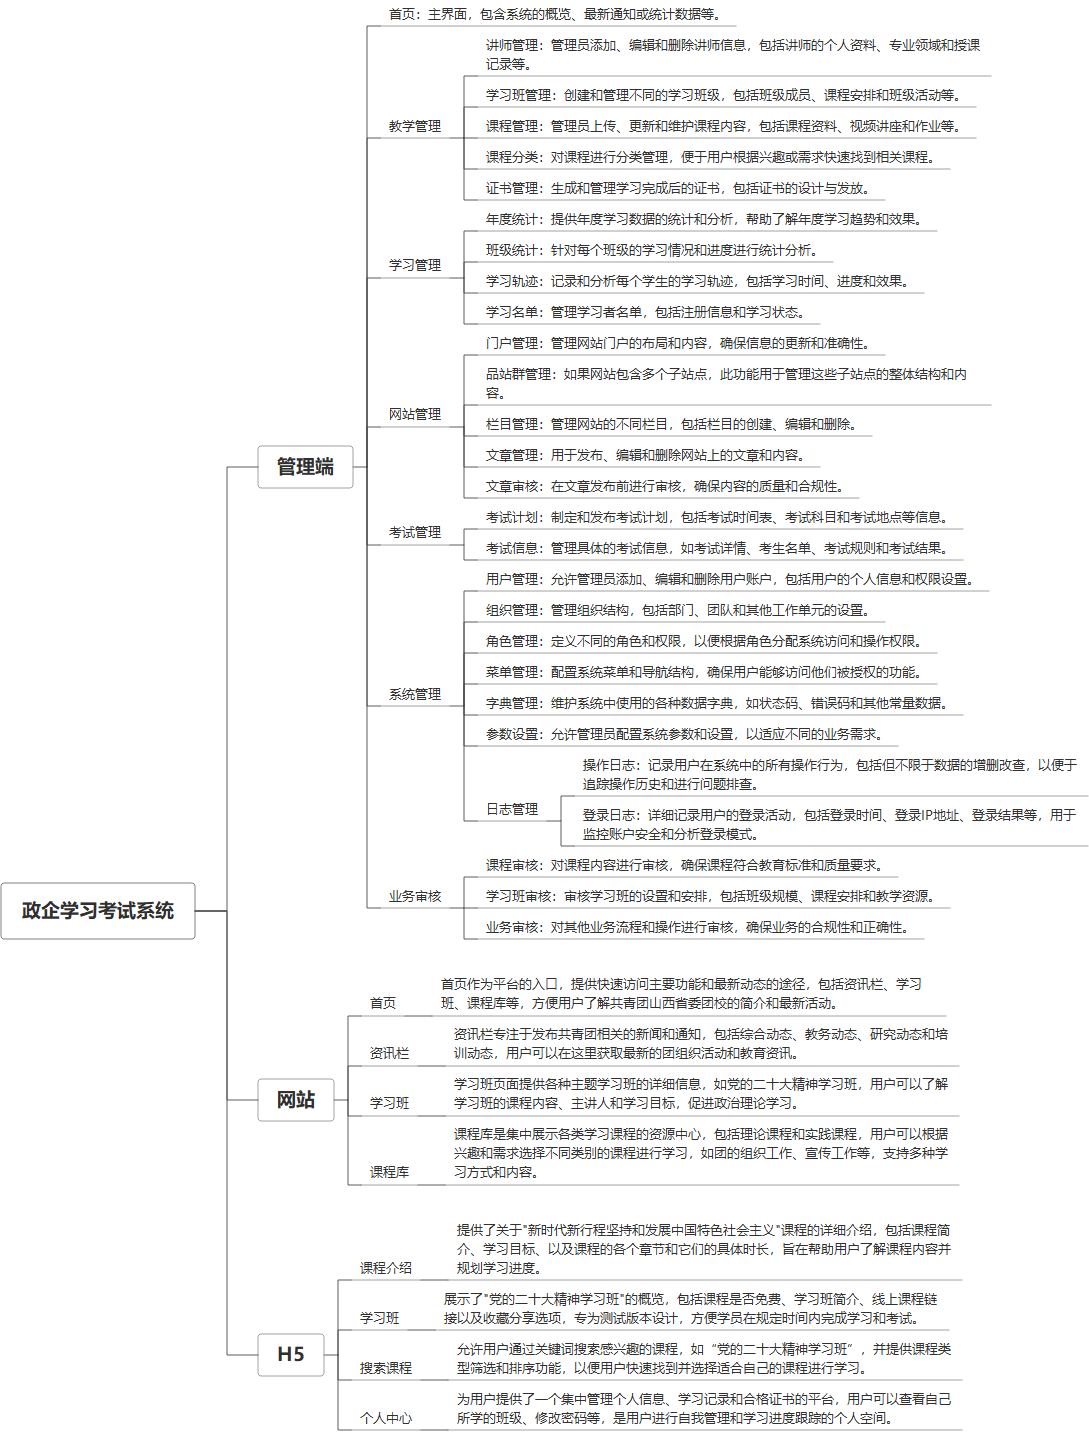 首页：主界面，包含系统的概览、最新通知或统计数据等。
讲师管理：管理员添加、编辑和删除讲师信息，包括讲师的个人资料、专业领域和授课
记录等。
学习班管理：创建和管理不同的学习班级，包括班级成员、课程安排和班级活动等。
教学管理
课程管理：管理员上传、更新和维护课程内容，包括课程资料、视频讲座和作业等。
课程分类：对课程进行分类管理，便于用户根据兴趣或需求快速找到相关课程。
证书管理：生成和管理学习完成后的证书，包括证书的设计与发放。
年度统计：提供年度学习数据的统计和分析，帮助了解年度学习趋势和效果。
班级统计：针对每个班级的学习情况和进度进行统计分析。
学习管理
学习轨迹：记录和分析每个学生的学习轨迹，包括学习时间、进度和效果。
学习名单：管理学习者名单，包括注册信息和学习状态。
门户管理：管理网站门户的布局和内容，确保信息的更新和准确性。
品站群管理：如果网站包含多个子站点，此功能用于管理这些子站点的整体结构和内
容。
网站管理
栏目管理：管理网站的不同栏目，包括栏目的创建、编辑和删除。
文章管理：用于发布、编辑和删除网站上的文章和内容。
管理端
文章审核：在文章发布前进行审核，确保内容的质量和合规性。
考试计划：制定和发布考试计划，包括考试时间表、考试科目和考试地点等信息。
考试管理
考试信息：管理具体的考试信息，如考试详情、考生名单、考试规则和考试结果。
用户管理：允许管理员添加、编辑和删除用户账户，包括用户的个人信息和权限设置。
组织管理：管理组织结构，包括部门、团队和其他工作单元的设置。
角色管理：定义不同的角色和权限，以便根据角色分配系统访问和操作权限。
菜单管理：配置系统菜单和导航结构，确保用户能够访问他们被授权的功能。
系统管理
字典管理：维护系统中使用的各种数据字典，如状态码、错误码和其他常量数据。
参数设置：允许管理员配置系统参数和设置，以适应不同的业务需求。
操作日志：记录用户在系统中的所有操作行为，包括但不限于数据的增删改查，以便于
追踪操作历史和进行问题排查。
日志管理
登录日志：详细记录用户的登录活动，包括登录时间、登录IP地址、登录结果等，用于
监控账户安全和分析登录模式。
课程审核：对课程内容进行审核，确保课程符合教育标准和质量要求。
业务审核
学习班审核：审核学习班的设置和安排，包括班级规模、课程安排和教学资源。
业务审核：对其他业务流程和操作进行审核，确保业务的合规性和正确性。
政企学习考试系统
首页作为平台的入口，提供快速访问主要功能和最新动态的途径，包括资讯栏、学习
班、课程库等，方便用户了解共青团山西省委团校的简介和最新活动。
首页
资讯栏专注于发布共青团相关的新闻和通知，包括综合动态、教务动态、研究动态和培
训动态，用户可以在这里获取最新的团组织活动和教育资讯。
资讯栏
学习班页面提供各种主题学习班的详细信息，如党的二十大精神学习班，用户可以了解
学习班的课程内容、主讲人和学习目标，促进政治理论学习。
学习班
网站
课程库是集中展示各类学习课程的资源中心，包括理论课程和实践课程，用户可以根据
兴趣和需求选择不同类别的课程进行学习，如团的组织工作、宣传工作等，支持多种学
习方式和内容。
课程库
提供了关于"新时代新行程坚持和发展中国特色社会主义"课程的详细介绍，包括课程简
介、学习目标、以及课程的各个章节和它们的具体时长，旨在帮助用户了解课程内容并
规划学习进度。
课程介绍
展示了"党的二十大精神学习班"的概览，包括课程是否免费、学习班简介、线上课程链
接以及收藏分享选项，专为测试版本设计，方便学员在规定时间内完成学习和考试。
学习班
H5
允许用户通过关键词搜索感兴趣的课程，如“党的二十大精神学习班”，并提供课程类
型筛选和排序功能，以便用户快速找到并选择适合自己的课程进行学习。
搜索课程
为用户提供了一个集中管理个人信息、学习记录和合格证书的平台，用户可以查看自己
所学的班级、修改密码等，是用户进行自我管理和学习进度跟踪的个人空间。
个人中心